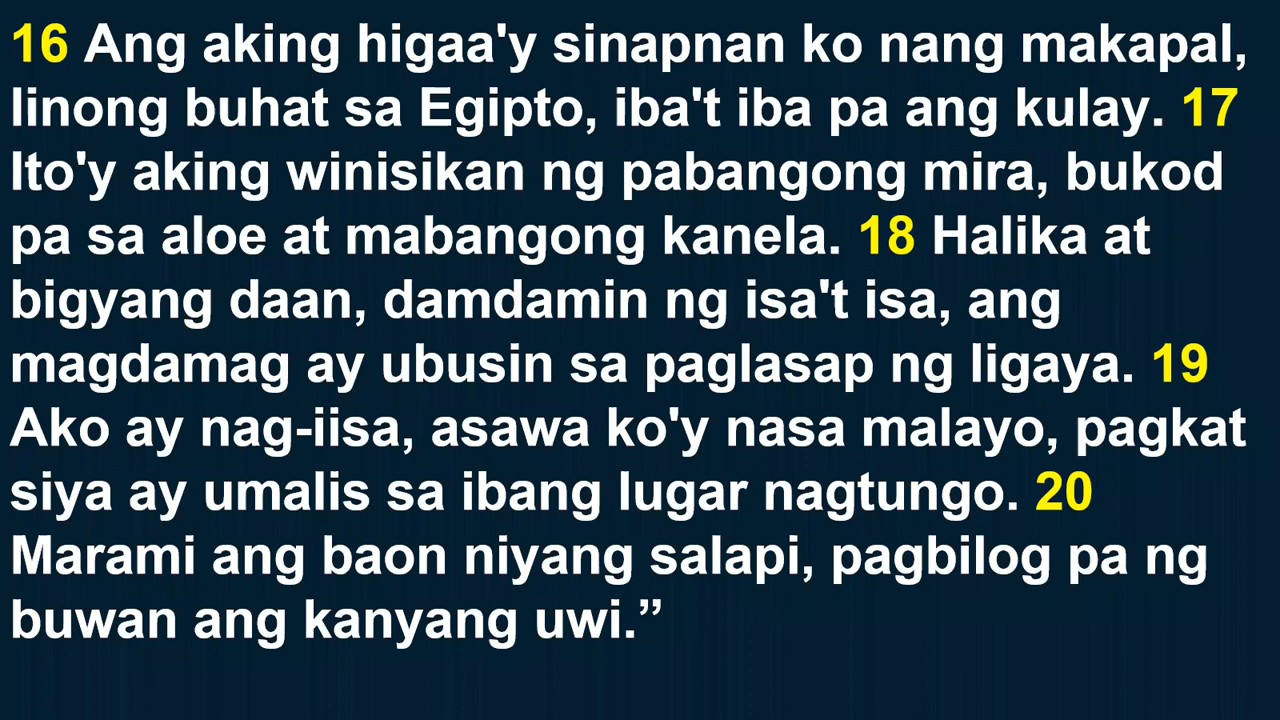 16 Ang aking higaa'y sinapnan ko nang makapal,
linong buhat sa Egipto, iba't iba pa ang kulay. 17
Ito'y aking winisikan ng pabangong mira, bukod
pa sa aloe at mabangong kanela. 18 Halika at
bigyang daan, damdamin ng isa't isa, ang
magdamag ay ubusin sa paglasap ng ligaya. 19
Ako ay nag-iisa, asawa ko'y nasa malayo, pagkat
siya ay umalis sa ibang lugar nagtungo. 20
Marami ang baon niyang salapi, pagbilog pa ng
buwan ang kanyang uwi.”